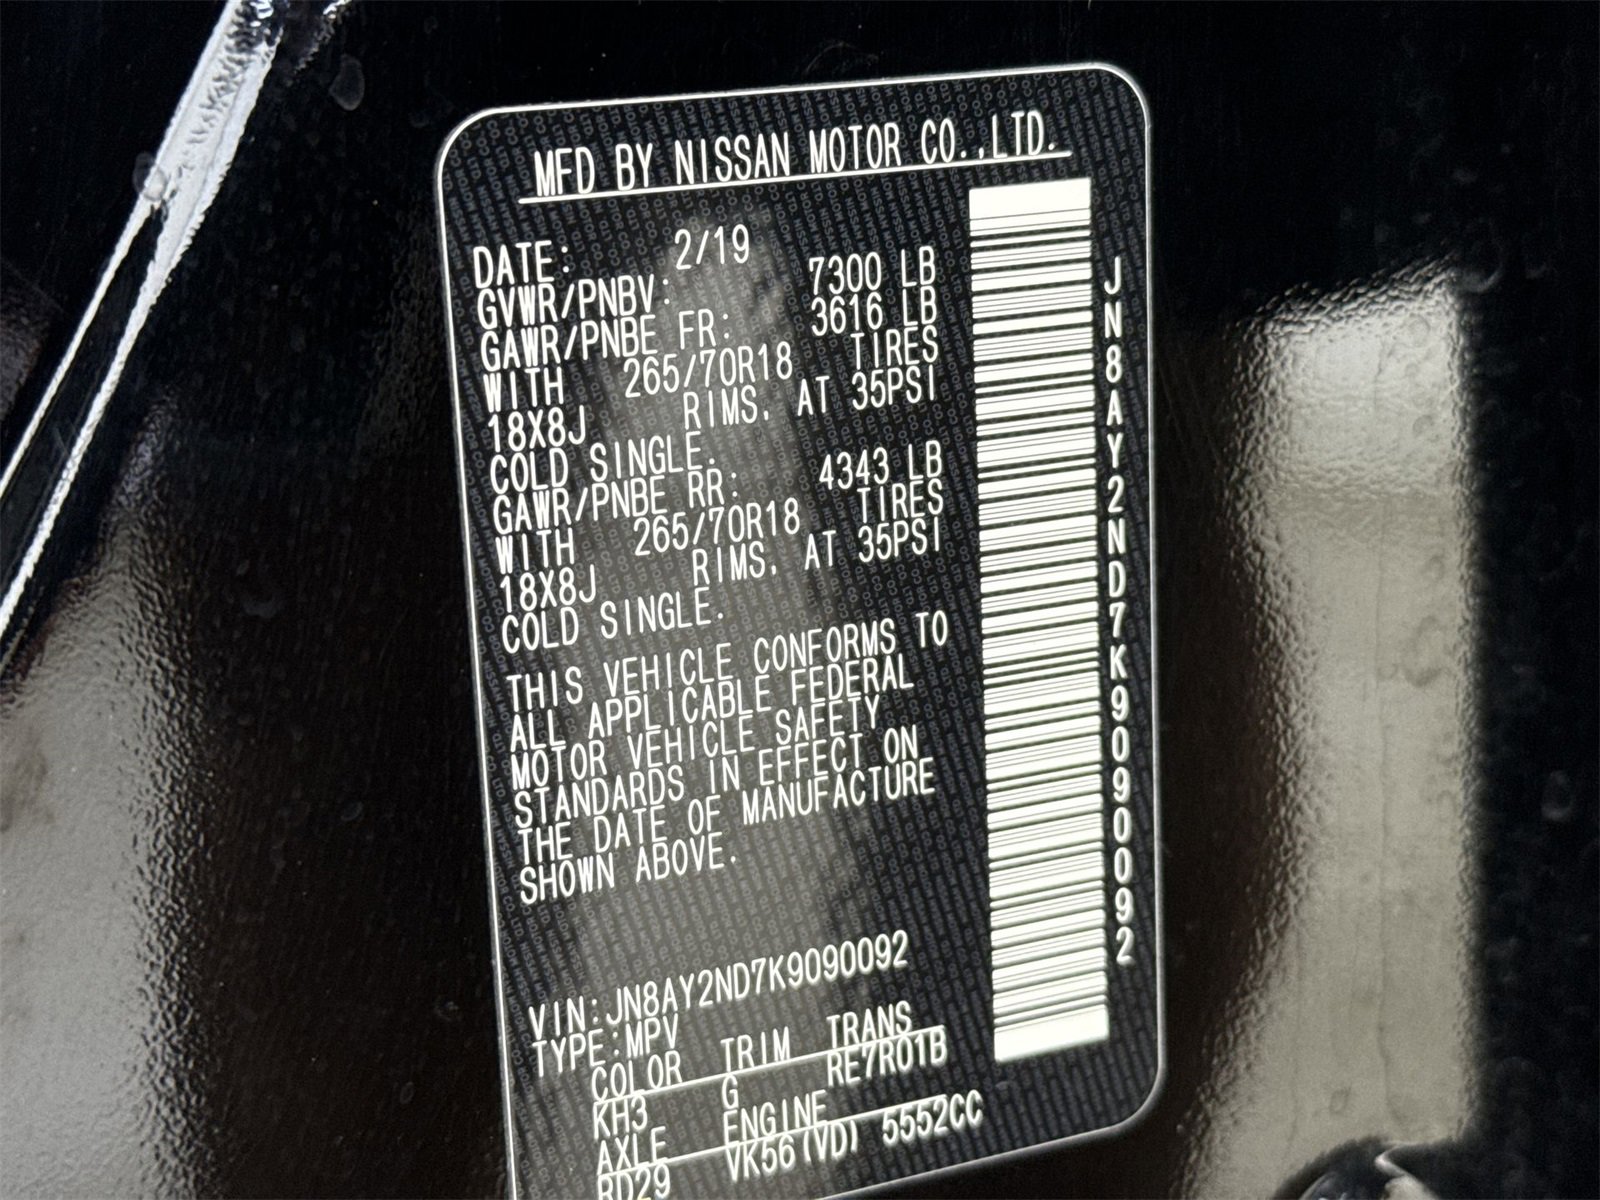 MFD BY NISSAN MOTOR CO.,LTD.
DATE: 2/19
GVWR/PNBV: 7300 LB
GAWR/PNBE FR: 3616 LB
WITH 265/70R18 TIRES
18X8J RIMS, AT 35PSI
COLD SINGLE.
GAWR/PNBE RR: 4343 LB
WITH 265/70R18 TIRES
18X8J RIMS, AT 35PSI
COLD SINGLE.
THIS VEHICLE CONFORMS TO
ALL APPLICABLE FEDERAL
MOTOR VEHICLE SAFETY
STANDARDS IN EFFECT ON
THE DATE OF MANUFACTURE
SHOWN ABOVE.
VIN:JN8AY2ND7K9090092
TYPE:MPV
COLOR TRIM TRANS
KH3 G RE7R01B
AXLE ENGINE
RD29 VK56(VD) 5552CC
JN8AY2ND7K9090092